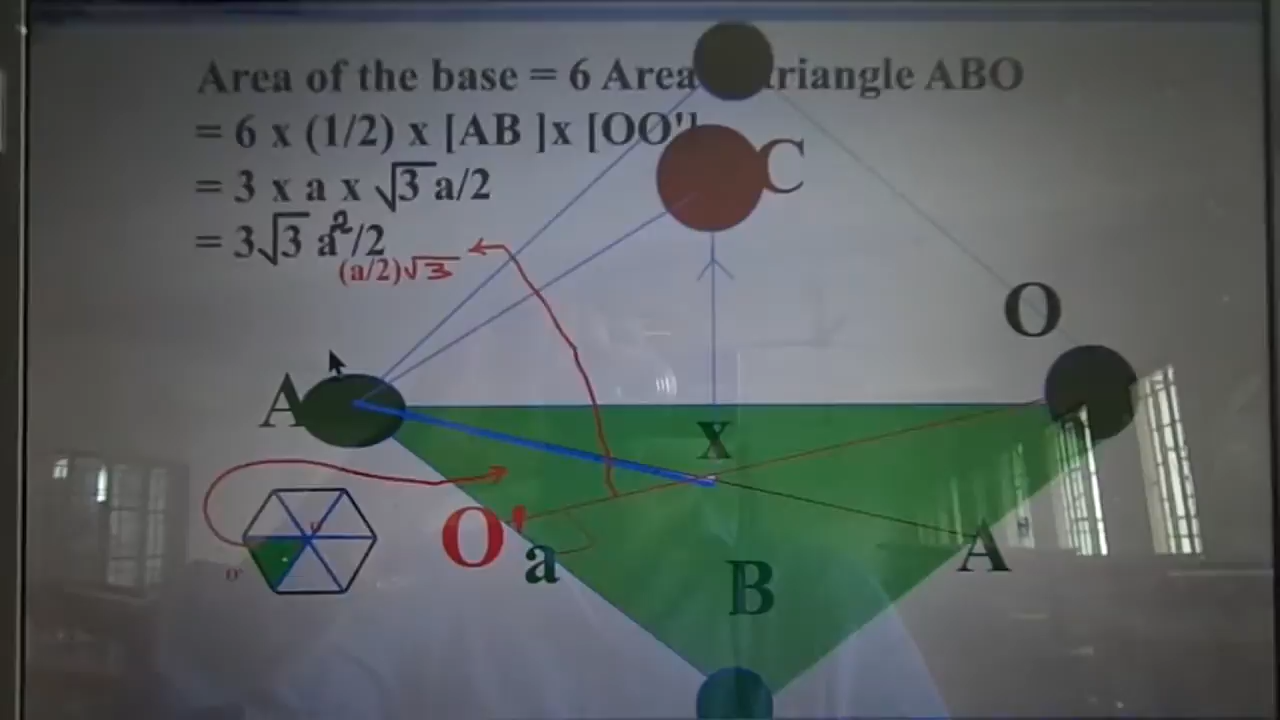 Area of the base = 6 Area riangle ABO
= 6 x (1/2) x [AB ]x [OO']
= 3 x a x √3 a/2
= 3√3 a²/2
(a/2)√3
C
O
A
x
O'
a
A
B
O'